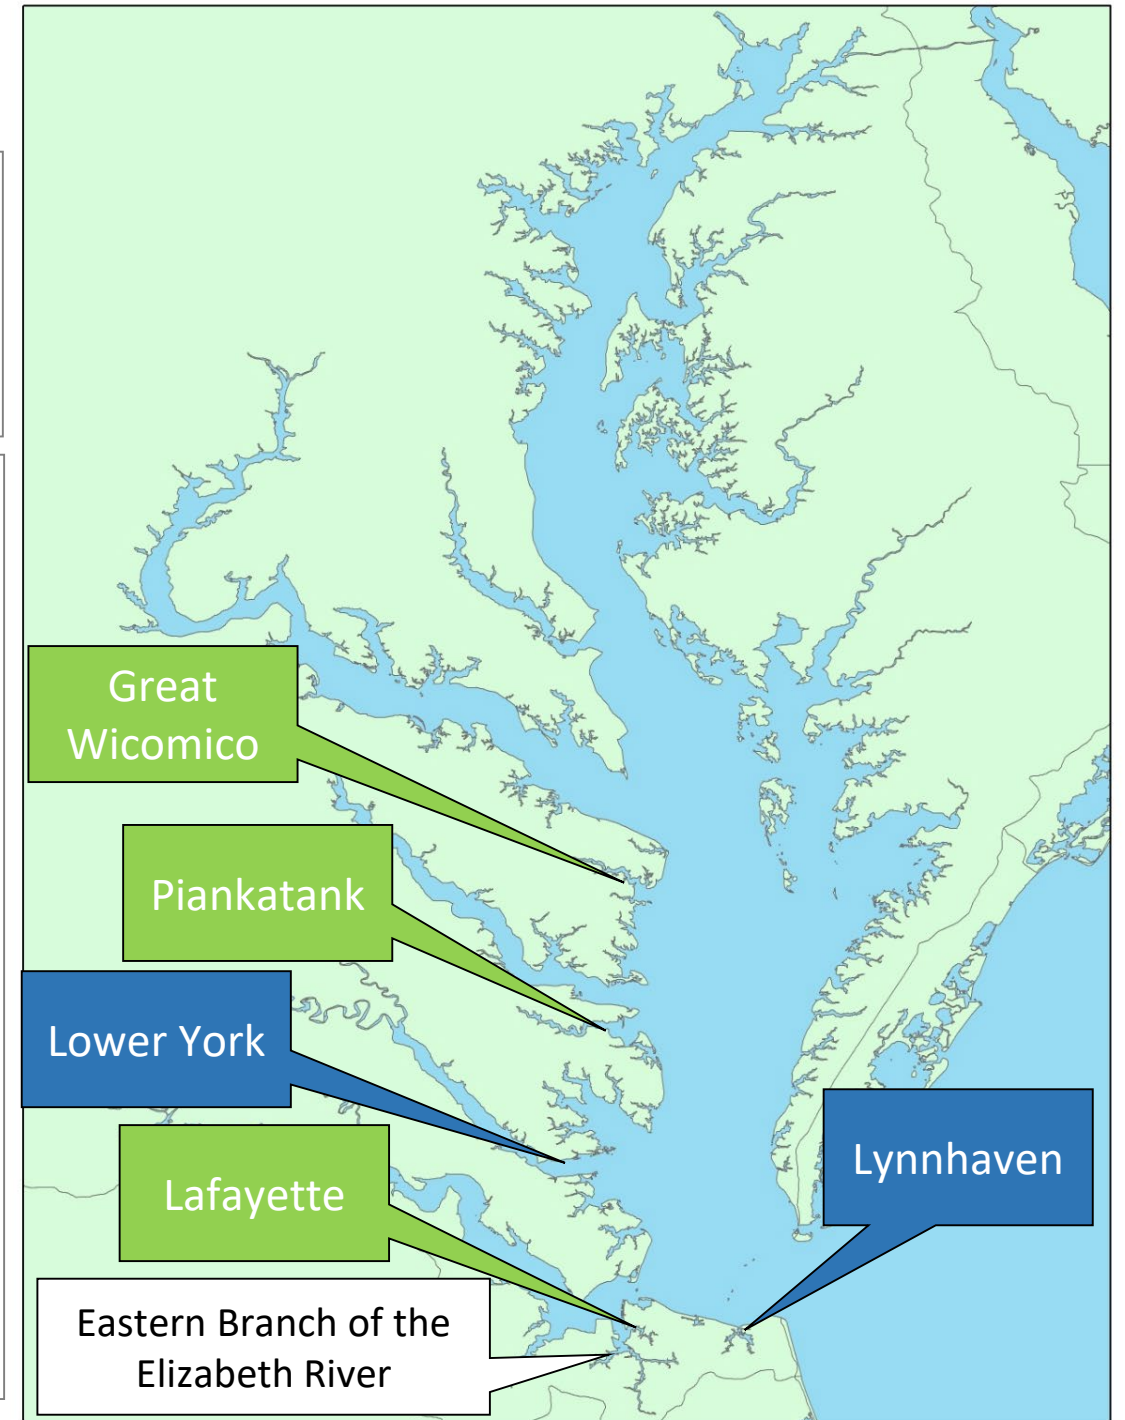 Great
Wicomico
Piankatank
Lower York
Lynnhaven
Lafayette
Eastern Branch of the
Elizabeth River